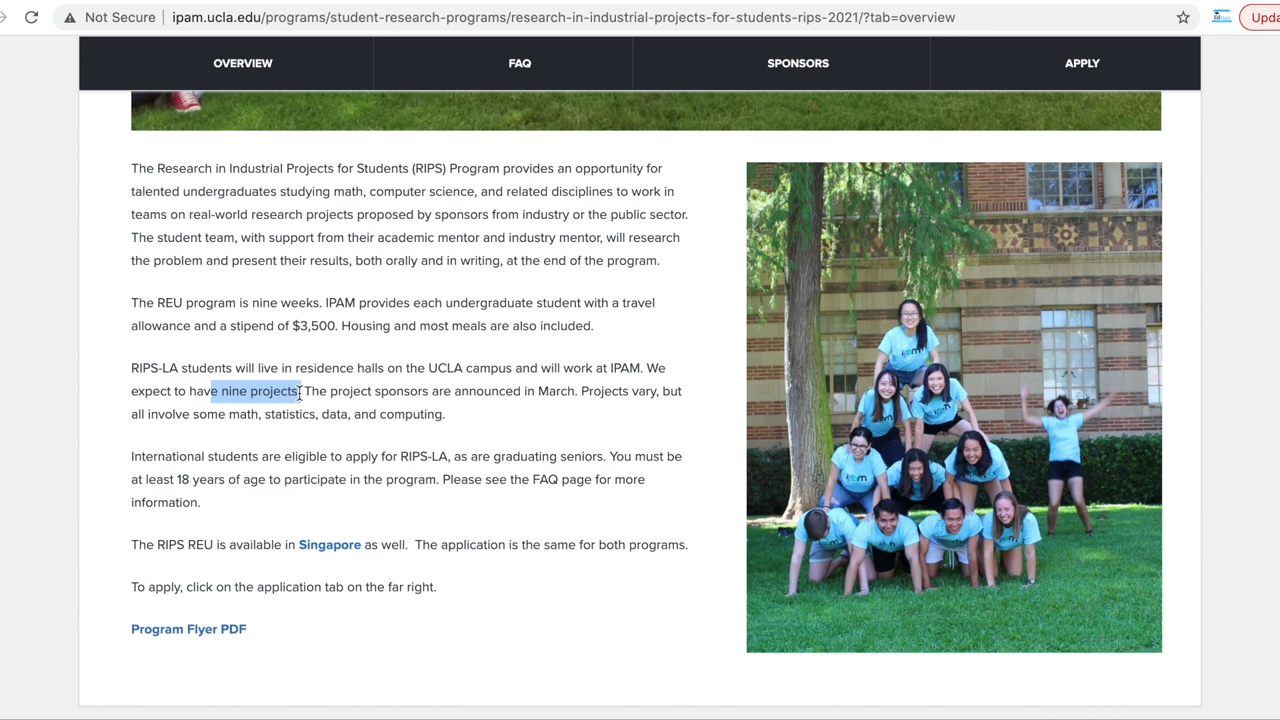 Not Secure
ipam.ucla.edu/programs/student-research-programs/research-in-industrial-projects-for-students-rips-2021/?tab=overview
OVERVIEW
FAQ
SPONSORS
APPLY
The Research in Industrial Projects for Students (RIPS) Program provides an opportunity for
talented undergraduates studying math, computer science, and related disciplines to work in
teams on real-world research projects proposed by sponsors from industry or the public sector.
The student team, with support from their academic mentor and industry mentor, will research
the problem and present their results, both orally and in writing, at the end of the program.
The REU program is nine weeks. IPAM provides each undergraduate student with a travel
allowance and a stipend of $3,500. Housing and most meals are also included.
RIPS-LA students will live in residence halls on the UCLA campus and will work at IPAM. We
expect to have nine projects. The project sponsors are announced in March. Projects vary, but
all involve some math, statistics, data, and computing.
International students are eligible to apply for RIPS-LA, as are graduating seniors. You must be
at least 18 years of age to participate in the program. Please see the FAQ page for more
information.
The RIPS REU is available in Singapore as well. The application is the same for both programs.
To apply, click on the application tab on the far right.
Program Flyer PDF